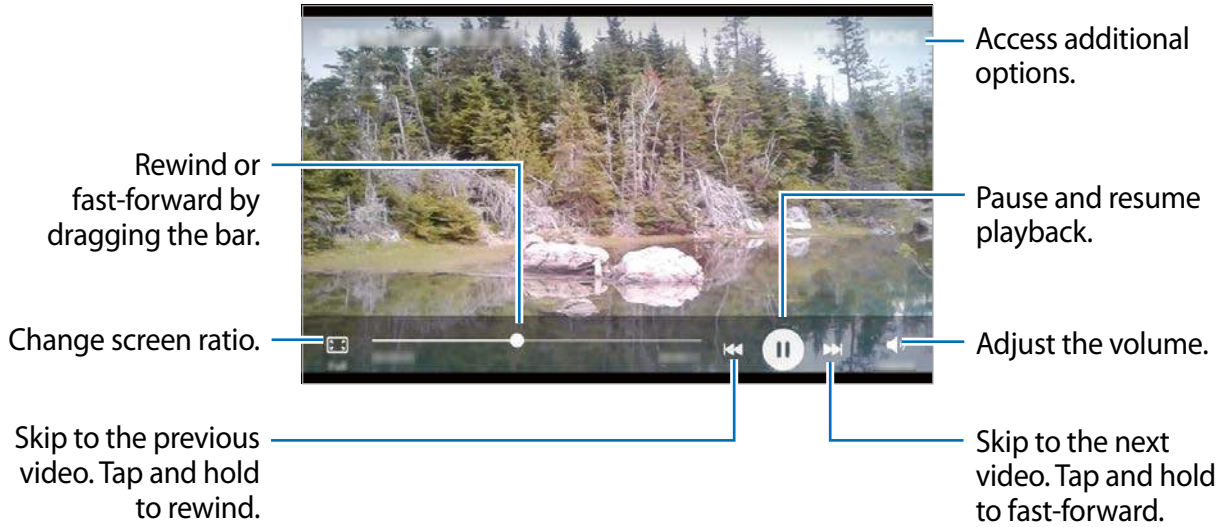 Access additional
options.
Rewind or
fast-forward by
dragging the bar.
Pause and resume
playback.
Change screen ratio.
Adjust the volume.
Skip to the previous
video. Tap and hold
to rewind.
Skip to the next
video. Tap and hold
to fast-forward.